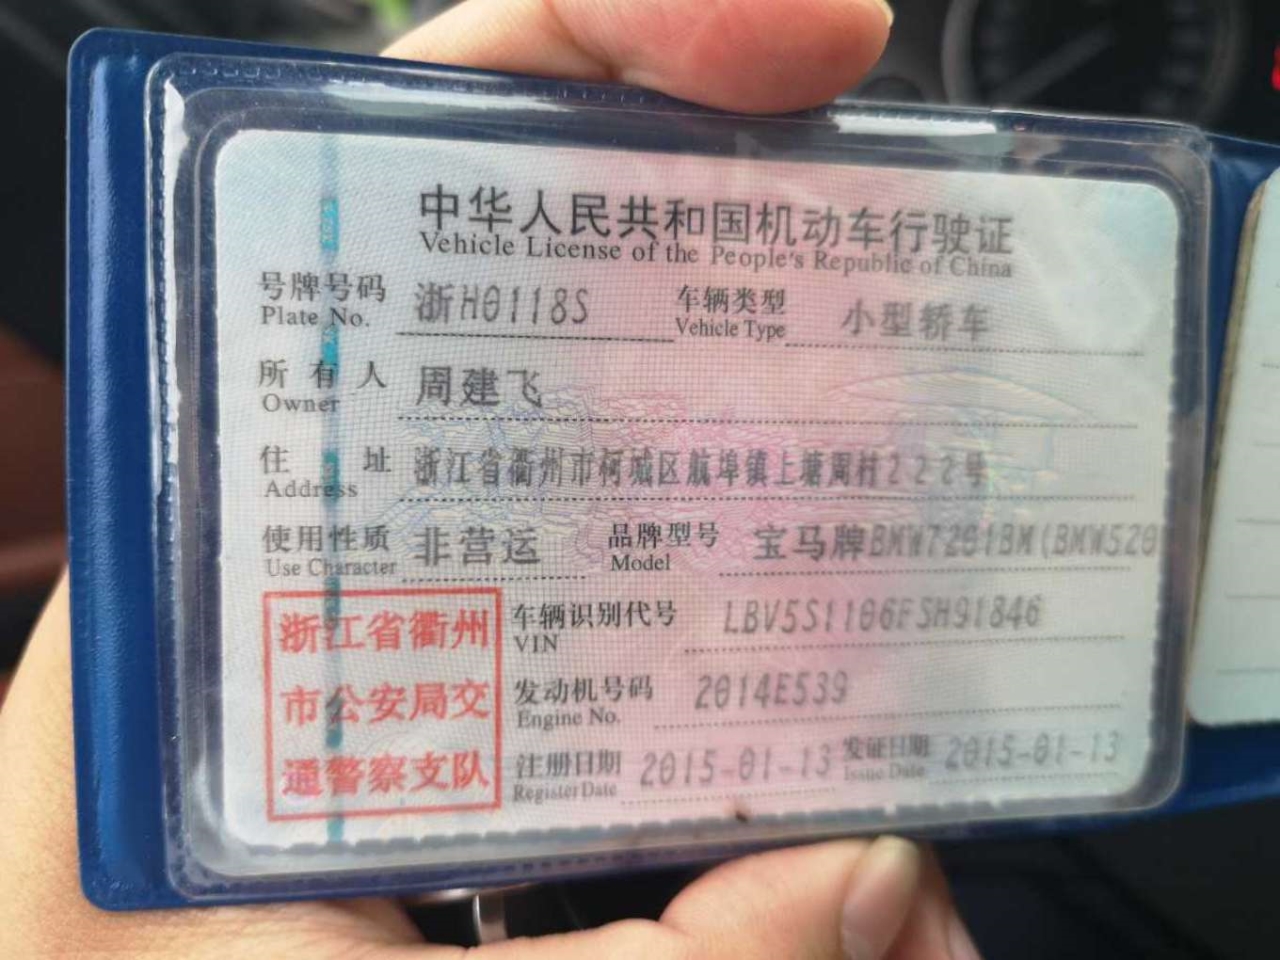 中华人民共和国机动车行驶证
Vehicle License of the People's Republic of China
号牌号码 浙H0118S 车辆类型 小型轿车
Plate No. Vehicle Type
所有人 周建飞
Owner
住址 浙江省衢州市柯城区航埠镇上塘周村222号
Address
使用性质 非营运 品牌型号 宝马牌BMW7201BM(BMW520
Use Character Model
浙江省衢州
市公安局交
通警察支队
车辆识别代号 LBV5S1106FSH91846
VIN
发动机号码 2014E539
Engine No.
注册日期 2015-01-13 发证日期 2015-01-13
Register Date Issue Date